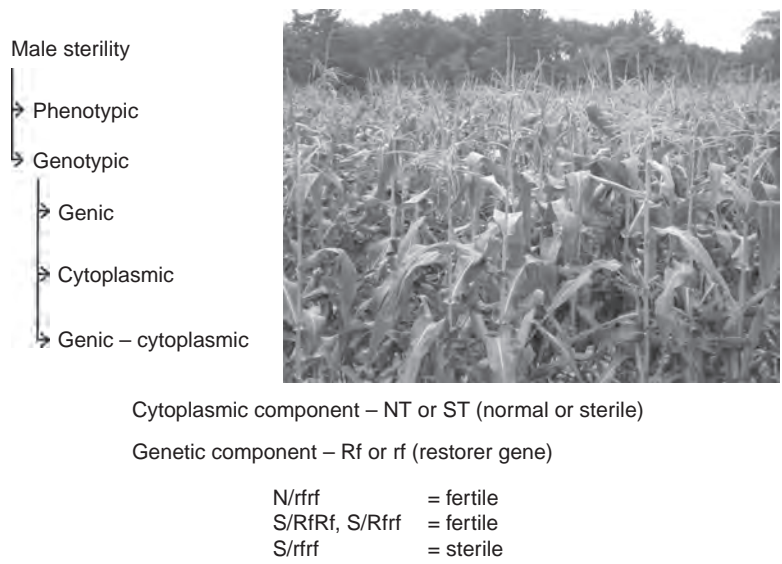 Male sterility
Phenotypic
Genotypic
Genic
Cytoplasmic
Genic – cytoplasmic
Cytoplasmic component – NT or ST (normal or sterile)
Genetic component – Rf or rf (restorer gene)
N/rfrf = fertile
S/RfRf, S/Rfrf = fertile
S/rfrf = sterile